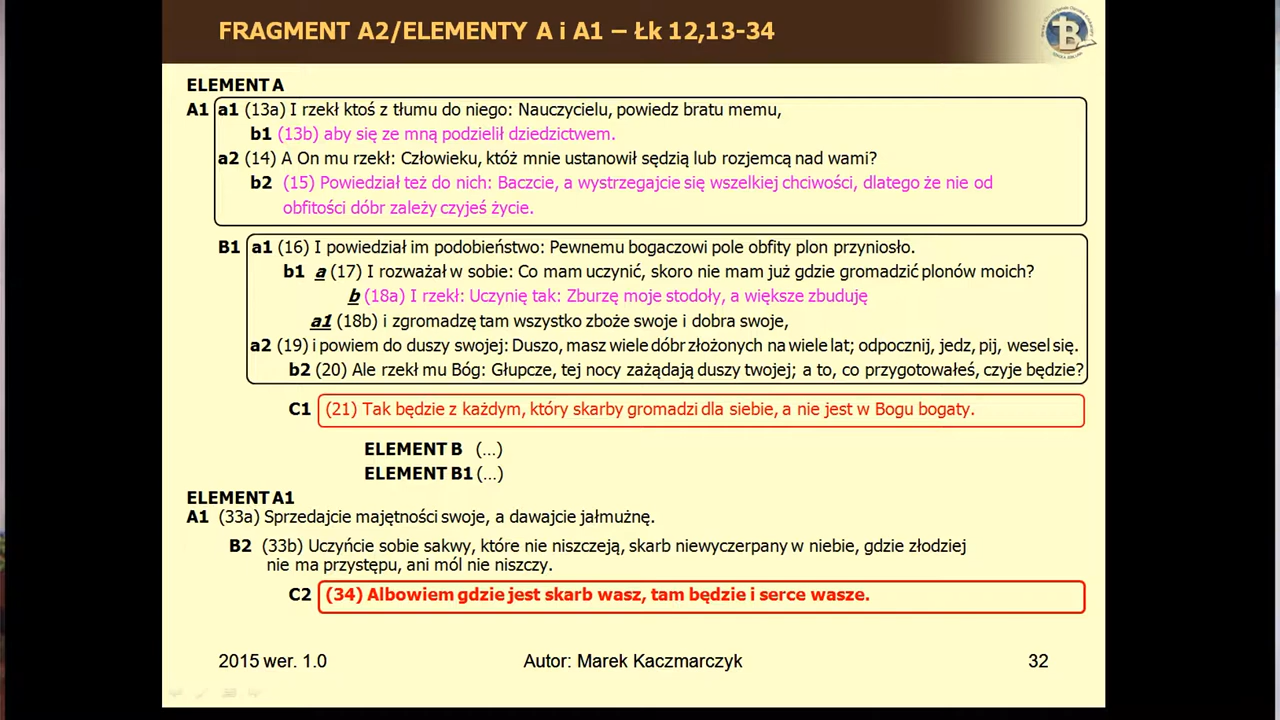 FRAGMENT A2/ELEMENTY A i A1 – Łk 12,13-34
ELEMENT A
A1 a1 (13a) I rzekł ktoś z tłumu do niego: Nauczycielu, powiedz bratu memu,
b1 (13b) aby się ze mną podzielił dziedzictwem.
a2 (14) A On mu rzekł: Człowieku, któż mnie ustanowił sędzią lub rozjemcą nad wami?
b2 (15) Powiedział też do nich: Baczcie, a wystrzegajcie się wszelkiej chciwości, dlatego że nie od
obfitości dóbr zależy czyjeś życie.
B1 a1 (16) I powiedział im podobieństwo: Pewnemu bogaczowi pole obfity plon przyniosło.
b1 a (17) I rozważał w sobie: Co mam uczynić, skoro nie mam już gdzie gromadzić plonów moich?
b (18a) I rzekł: Uczynię tak: Zburzę moje stodoły, a większe zbuduję
a1 (18b) i zgromadzę tam wszystko zboże swoje i dobra swoje,
a2 (19) i powiem do duszy swojej: Duszo, masz wiele dóbr złożonych na wiele lat; odpocznij, jedz, pij, wesel się.
b2 (20) Ale rzekł mu Bóg: Głupcze, tej nocy zażądają duszy twojej; a to, co przygotowałeś, czyje będzie?
C1 (21) Tak będzie z każdym, który skarby gromadzi dla siebie, a nie jest w Bogu bogaty.
ELEMENT B (...)
ELEMENT B1 (...)
ELEMENT A1
A1 (33a) Sprzedajcie majętności swoje, a dawajcie jałmużnę.
B2 (33b) Uczyńcie sobie sakwy, które nie niszczeją, skarb niewyczerpany w niebie, gdzie złodziej
nie ma przystępu, ani mól nie niszczy.
C2 (34) Albowiem gdzie jest skarb wasz, tam będzie i serce wasze.
2015 wer. 1.0 Autor: Marek Kaczmarczyk 32